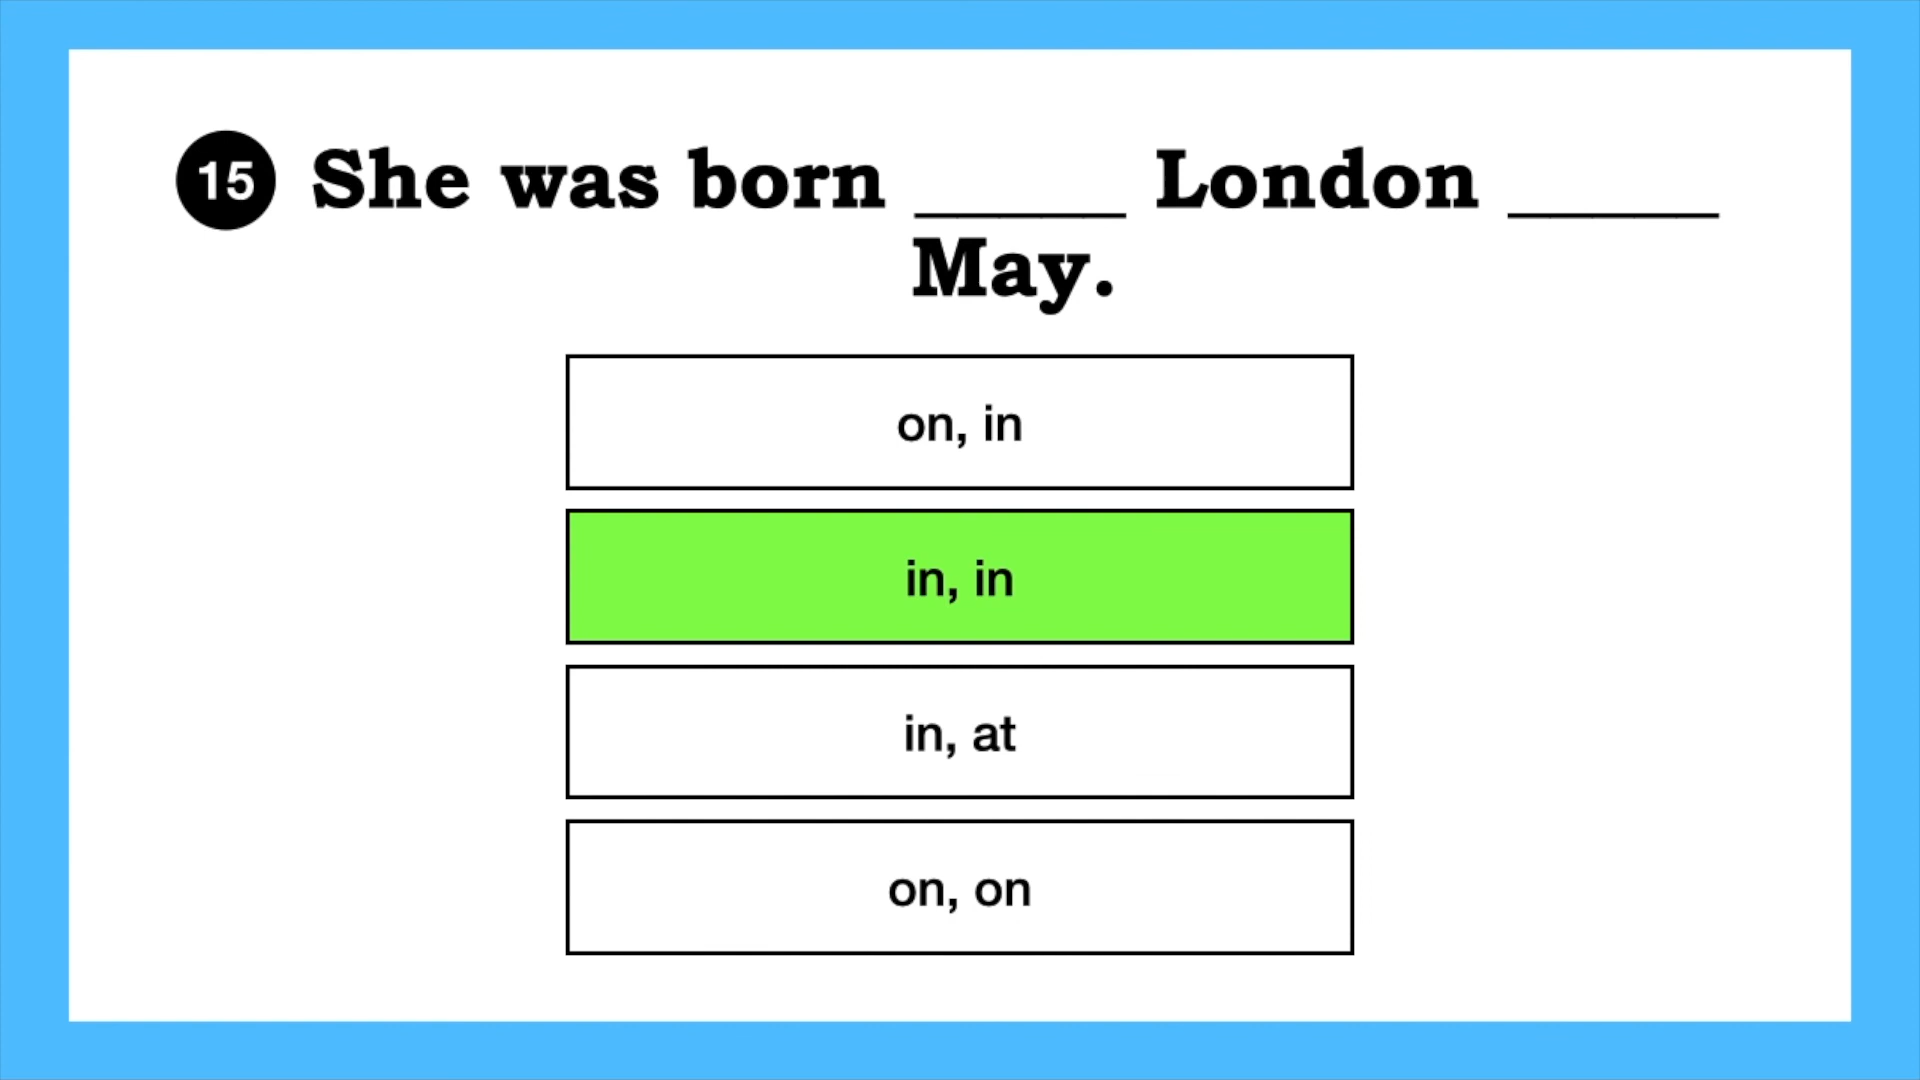 15 She was born _____ London _____
May.
on, in
in, in
in, at
on, on